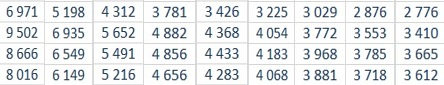 6 971 5 198 4 312 3 781 3 426 3 225 3 029 2 876 2 776
9 502 6 935 5 652 4 882 4 368 4 054 3 772 3 553 3 410
8 666 6 549 5 491 4 856 4 433 4 183 3 968 3 785 3 665
8 016 6 149 5 216 4 656 4 283 4 068 3 881 3 718 3 612